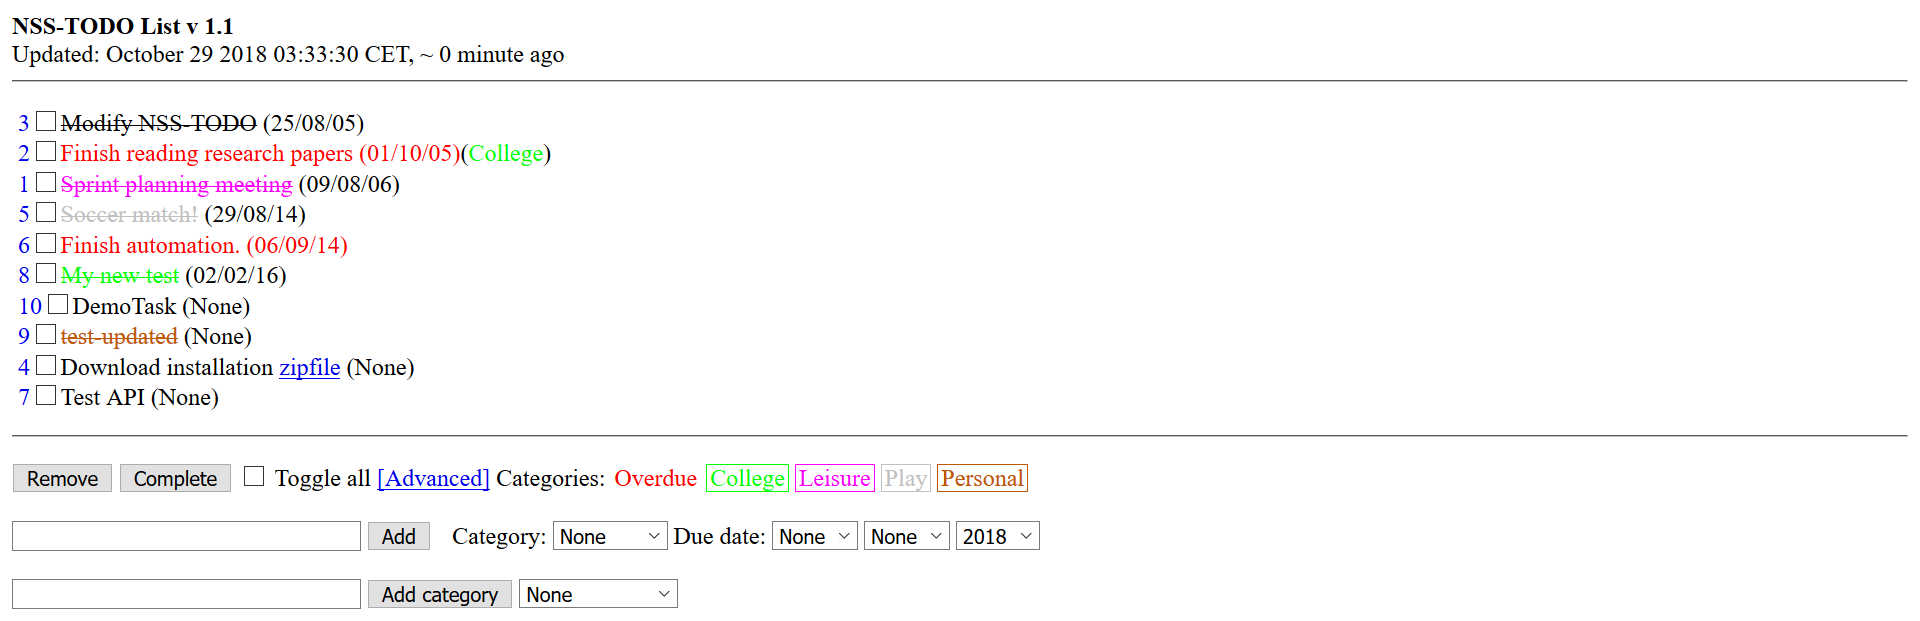 NSS-TODO List v 1.1
Updated: October 29 2018 03:33:30 CET, ~ 0 minute ago
3 Modify NSS-TODO (25/08/05)
2 Finish reading research papers (01/10/05)(College)
1 Sprint planning meeting (09/08/06)
5 Soccer match! (29/08/14)
6 Finish automation. (06/09/14)
8 My new test (02/02/16)
10 DemoTask (None)
9 test-updated (None)
4 Download installation zipfile (None)
7 Test API (None)
Remove Complete Toggle all [Advanced] Categories: Overdue College Leisure Play Personal
Add Category: None Due date: None None 2018
Add category None